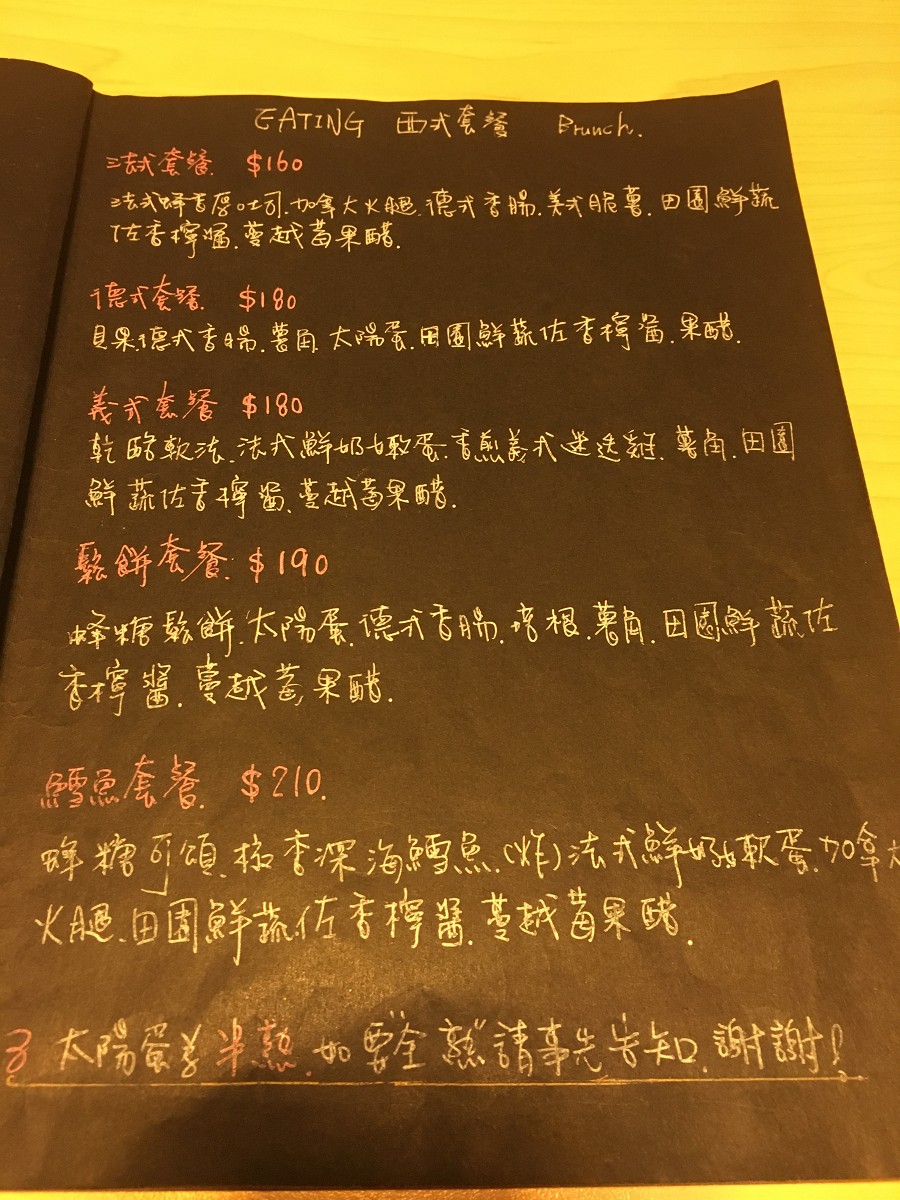 EATING 西式套餐 Brunch.
法式套餐. $160
法式蜂蜜厚吐司.加拿大火腿.德式香腸.美式脆薯.田園鮮蔬
佐香檸醬.蔓越莓果醋.
德式套餐. $180
貝果.德式香腸.薯角.太陽蛋.田園鮮蔬佐香檸醬.果醋.
義式套餐 $180
乾酪軟法.法式鮮奶軟蛋.香煎義式迷迭雞.薯角.田園
鮮蔬佐香檸醬.蔓越莓果醋.
鬆餅套餐. $190
蜂糖鬆餅.太陽蛋.德式香腸.培根.薯角.田園鮮蔬佐
香檸醬.蔓越莓果醋.
鱈魚套餐. $210.
蜂糖可頌.香深海鱈魚.(炸)法式鮮奶軟蛋.加拿大
火腿.田園鮮蔬佐香檸醬.蔓越莓果醋.
太陽蛋為半熟.如要全熟請事先告知.謝謝!